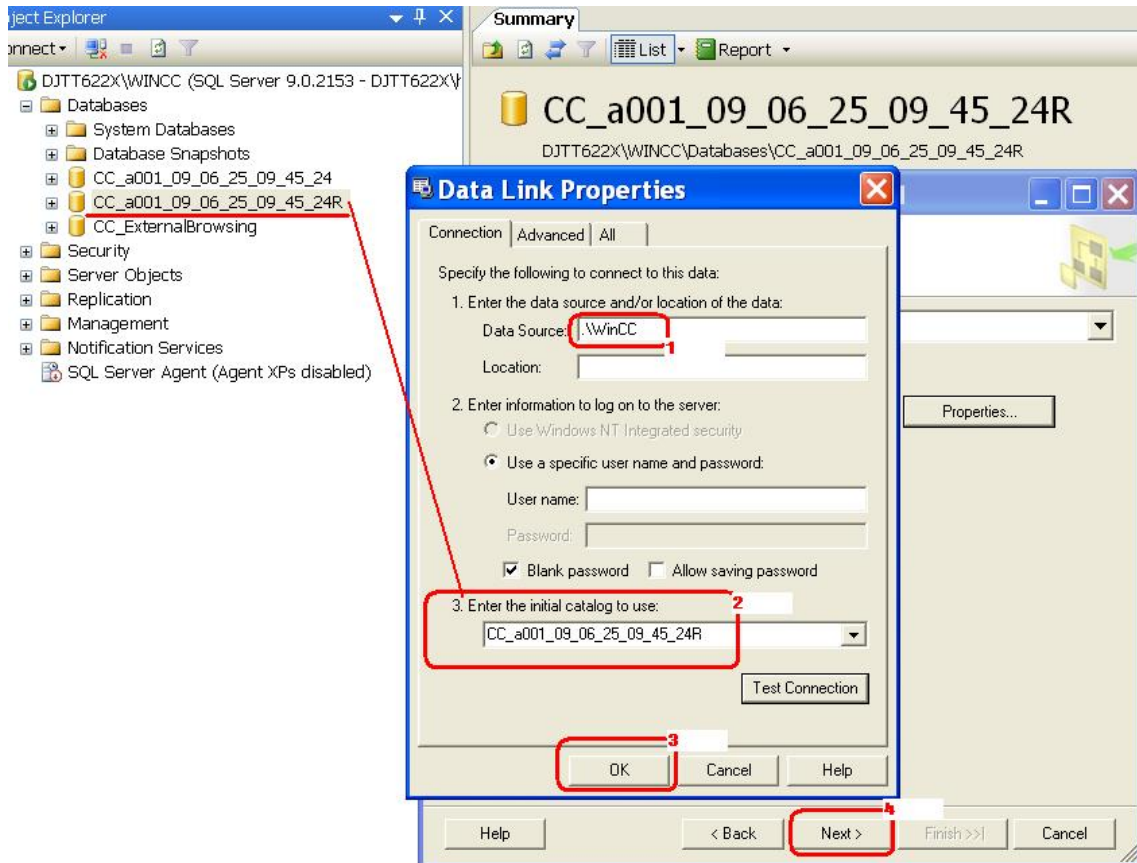 ject Explorer
onnect
DJTT622X\WINCC (SQL Server 9.0.2153 - DJTT622X\
Databases
System Databases
Database Snapshots
CC_a001_09_06_25_09_45_24
CC_a001_09_06_25_09_45_24R
CC_ExternalBrowsing
Security
Server Objects
Replication
Management
Notification Services
SQL Server Agent (Agent XPs disabled)
Summary
List Report
CC_a001_09_06_25_09_45_24R
DJTT622X\WINCC\Databases\CC_a001_09_06_25_09_45_24R
Data Link Properties
Connection Advanced All
Specify the following to connect to this data:
1. Enter the data source and/or location of the data:
Data Source: .\WinCC
1
Location:
2. Enter information to log on to the server:
Use Windows NT Integrated security
Use a specific user name and password:
User name:
Password:
Blank password Allow saving password
3. Enter the initial catalog to use: 2
CC_a001_09_06_25_09_45_24R
Test Connection
3
OK Cancel Help
Properties...
4
Help < Back Next > Finish >>| Cancel